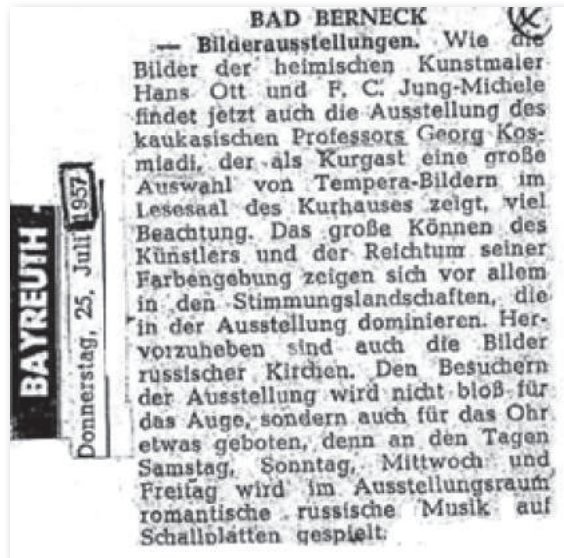 BAD BERNECK
— Bilderausstellungen. Wie die
Bilder der heimischen Kunstmaler
Hans Ott und F. C. Jung-Michele
findet jetzt auch die Ausstellung des
kaukasischen Professors Georg Kos-
miadi, der als Kurgast eine große
Auswahl von Tempera-Bildern im
Lesesaal des Kurhauses zeigt, viel
Beachtung. Das große Können des
Künstlers und der Reichtum seiner
Farbengebung zeigen sich vor allem
in den Stimmungslandschaften, die
in der Ausstellung dominieren. Her-
vorzuheben sind auch die Bilder
russischer Kirchen. Den Besuchern
der Ausstellung wird nicht bloß für
das Auge, sondern auch für das Ohr
etwas geboten, denn an den Tagen
Samstag, Sonntag, Mittwoch und
Freitag wird im Ausstellungsraum
romantische russische Musik auf
Schallplatten gespielt.
BAYREUTH
Donnerstag, 25. Juli 1957